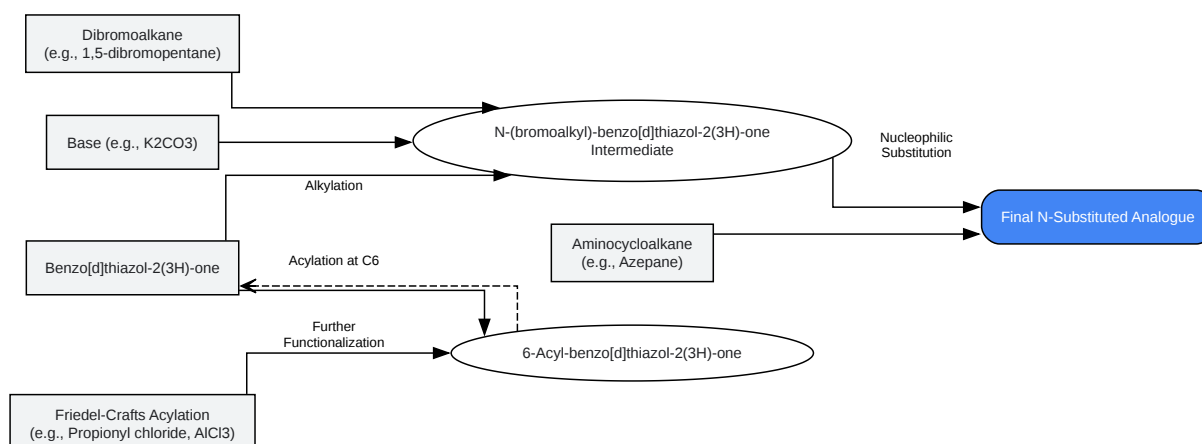 Dibromoalkane
(e.g., 1,5-dibromopentane)
Base (e.g., K2CO3)
N-(bromoalkyl)-benzo[d]thiazol-2(3H)-one
Intermediate
Nucleophilic
Substitution
Alkylation
Final N-Substituted Analogue
Aminocycloalkane
(e.g., Azepane)
Benzo[d]thiazol-2(3H)-one
Acylation at C6
Further
Functionalization
6-Acyl-benzo[d]thiazol-2(3H)-one
Friedel-Crafts Acylation
(e.g., Propionyl chloride, AlCl3)